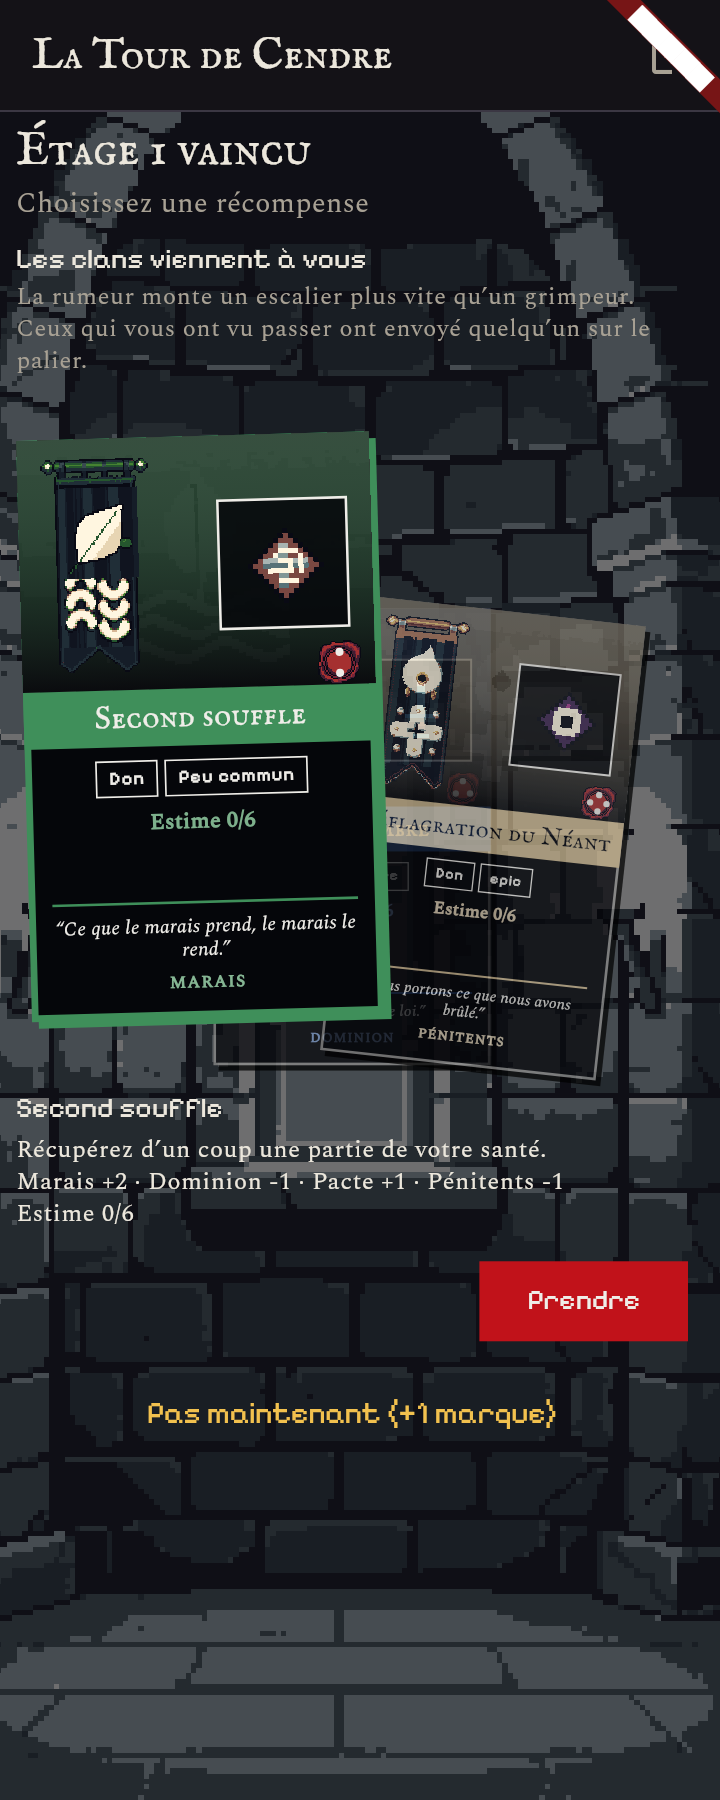 La Tour de Cendre
Étage 1 vaincu
Choisissez une récompense
Les clans viennent à vous
La rumeur monte un escalier plus vite qu’un grimpeur.
Ceux qui vous ont vu passer ont envoyé quelqu’un sur le
palier.
Second souffle
Don
Peu commun
Estime 0/6
“Ce que le marais prend, le marais le
rend.”
MARAIS
flagration du Néant
Don
epic
Estime 0/6
us portons ce que nous avons
brûlé.”
PÉNITENTS
loi.”
DOMINION
Second souffle
Récupérez d’un coup une partie de votre santé.
Marais +2 · Dominion -1 · Pacte +1 · Pénitents -1
Estime 0/6
Prendre
Pas maintenant (+1 marque)